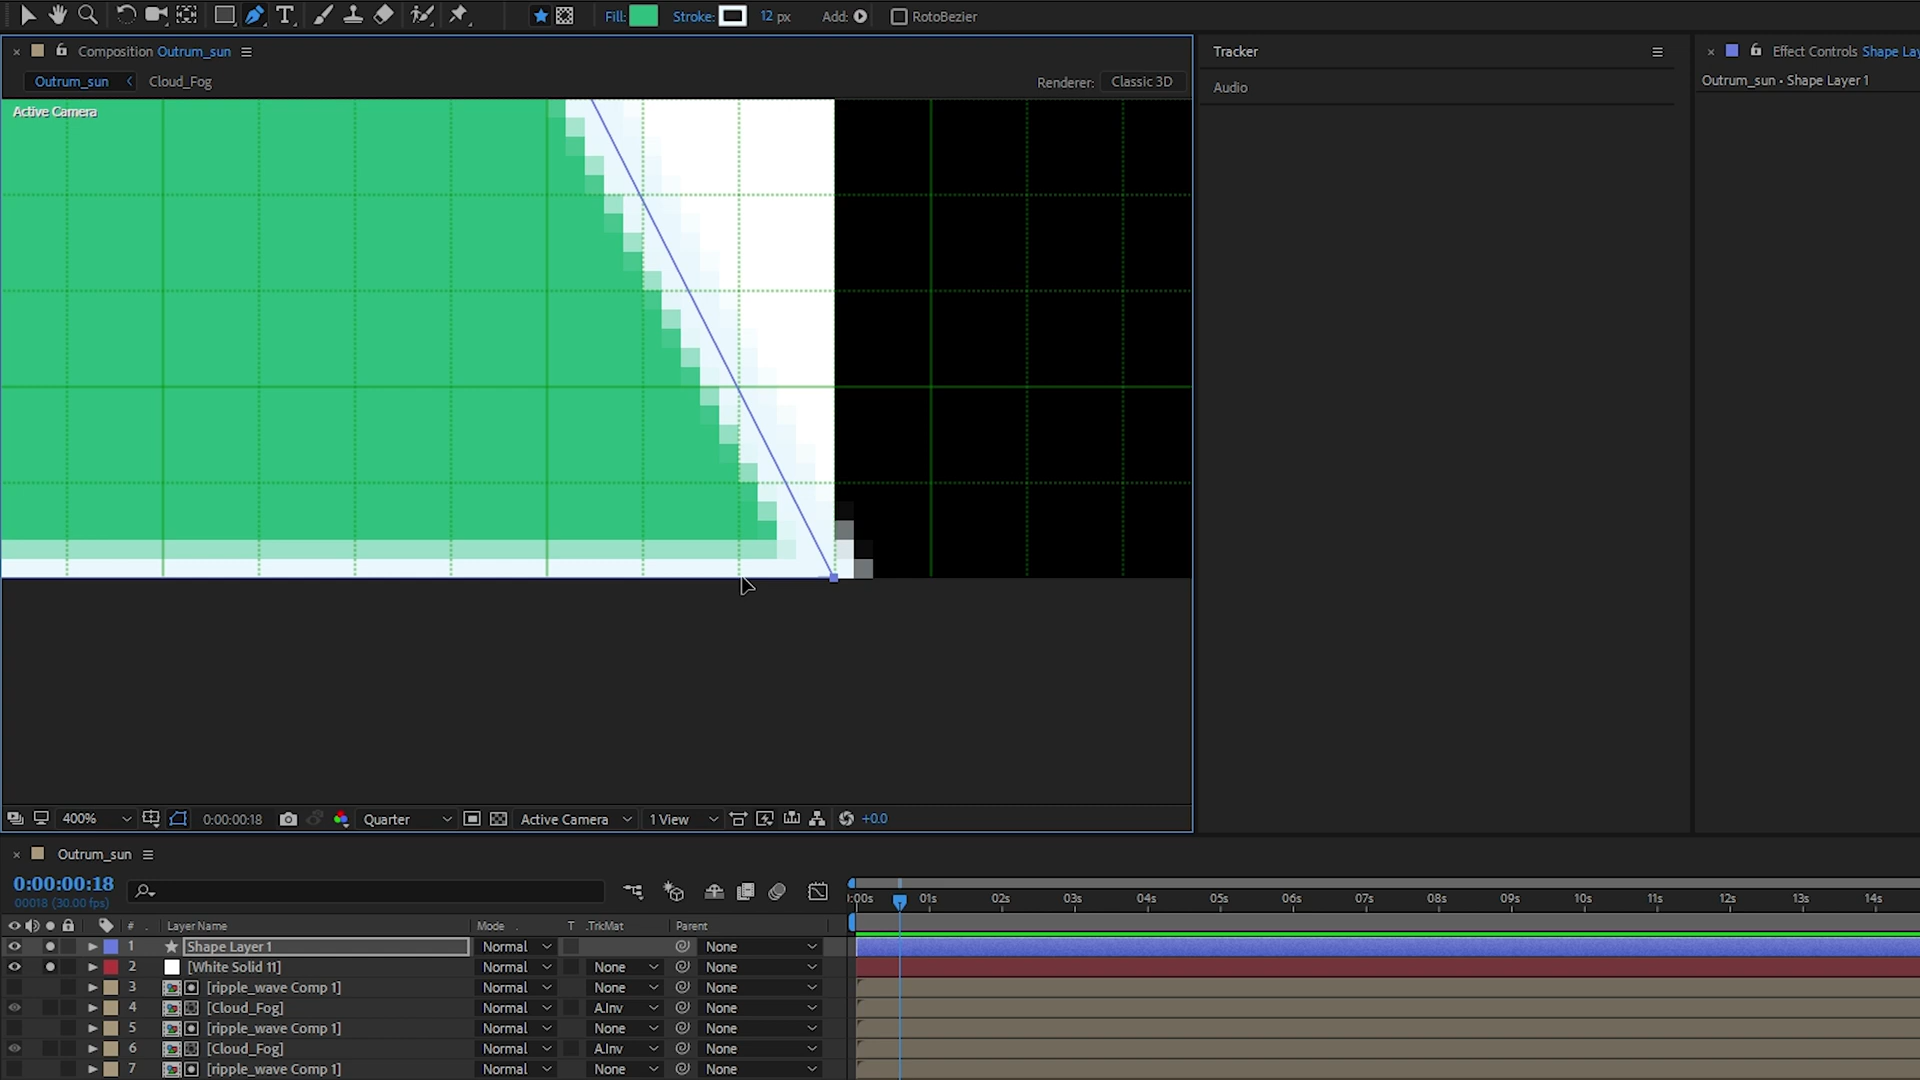 Fill:
Stroke:
12 px
Add:
RotoBezier
Composition Outrum_sun
Tracker
Effect Controls Shape Lay
Outrum_sun
Cloud_Fog
Renderer:
Classic 3D
Audio
Outrum_sun • Shape Layer 1
Active Camera
400%
0:00:00:18
Quarter
Active Camera
1 View
+0.0
Outrum_sun
0:00:00:18
00018 (30.00 fps)
:00s
01s
02s
03s
04s
05s
06s
07s
08s
09s
10s
11s
12s
13s
14s
#
Layer Name
Mode
T
.TrkMat
Parent
1
Shape Layer 1
Normal
None
2
[White Solid 11]
Normal
None
None
3
[ripple_wave Comp 1]
Normal
None
None
4
[Cloud_Fog]
Normal
A.Inv
None
5
[ripple_wave Comp 1]
Normal
None
None
6
[Cloud_Fog]
Normal
A.Inv
None
7
[ripple_wave Comp 1]
Normal
None
None